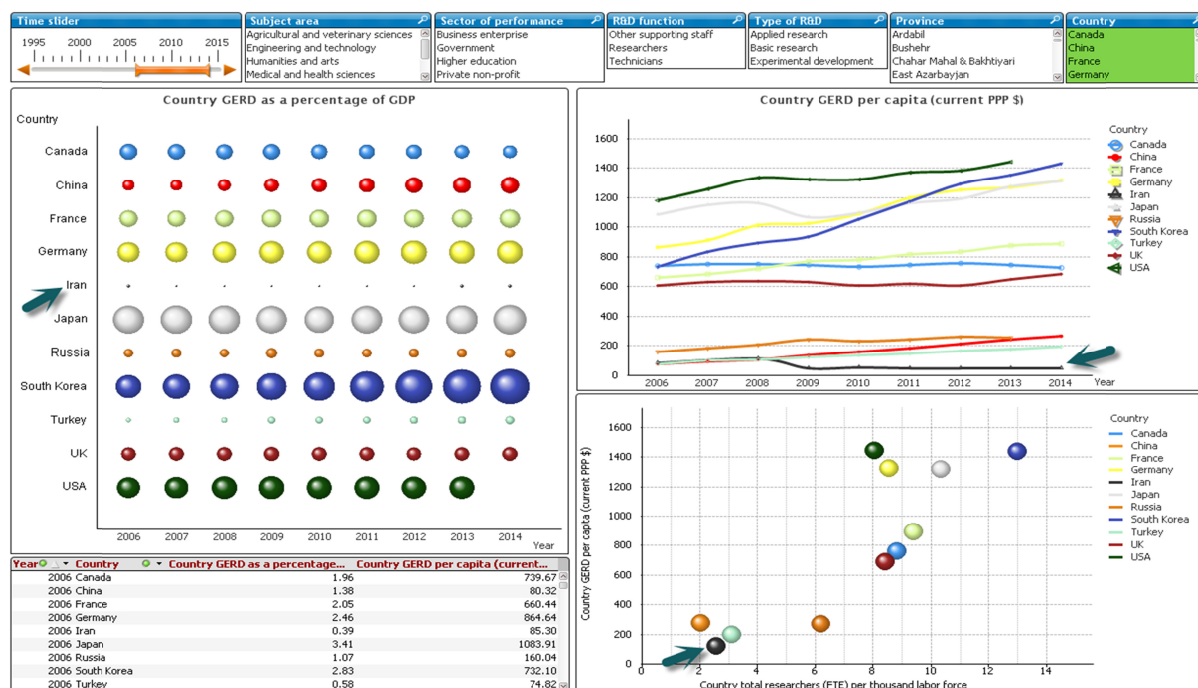 Time slider
1995 2000 2005 2010 2015
Subject area
Agricultural and veterinary sciences
Engineering and technology
Humanities and arts
Medical and health sciences
Sector of performance
Business enterprise
Government
Higher education
Private non-profit
R&D function
Other supportng staff
Researchers
Technicians
Type of R&D
Applied research
Basic research
Experimental development
Province
Ardabil
Bushehr
Chahar Mahal & Bakhtiyari
East Azarbayjan
Country
Canada
China
France
Germany
Country GERD as a percentage of GDP
Country
Canada
China
France
Germany
Iran
Japan
Russia
South Korea
Turkey
UK
USA
2006 2007 2008 2009 2010 2011 2012 2013 2014
Year
Country GERD per capita (current PPP $)
1600
1400
1200
1000
800
600
400
200
0
2006 2007 2008 2009 2010 2011 2012 2013 2014 Year
Country
Canada
China
France
Germany
Iran
Japan
Russia
South Korea
Turkey
UK
USA
Year Country Country GERD as a percentage... Country GERD per capita (current...
2006 Canada 1.96 739.67
2006 China 1.38 80.32
2006 France 2.05 660.44
2006 Germany 2.46 864.64
2006 Iran 0.39 85.30
2006 Japan 3.41 1083.91
2006 Russia 1.07 160.04
2006 South Korea 2.83 732.10
2006 Turkey 0.58 74.82
Country GERD per capta (current PPP $)
1600
1400
1200
1000
800
600
400
200
0
0 2 4 6 8 10 12 14
Country total researchers (FTE) per thousand labor force
Country
Canada
China
France
Germany
Iran
Japan
Russia
South Korea
Turkey
UK
USA